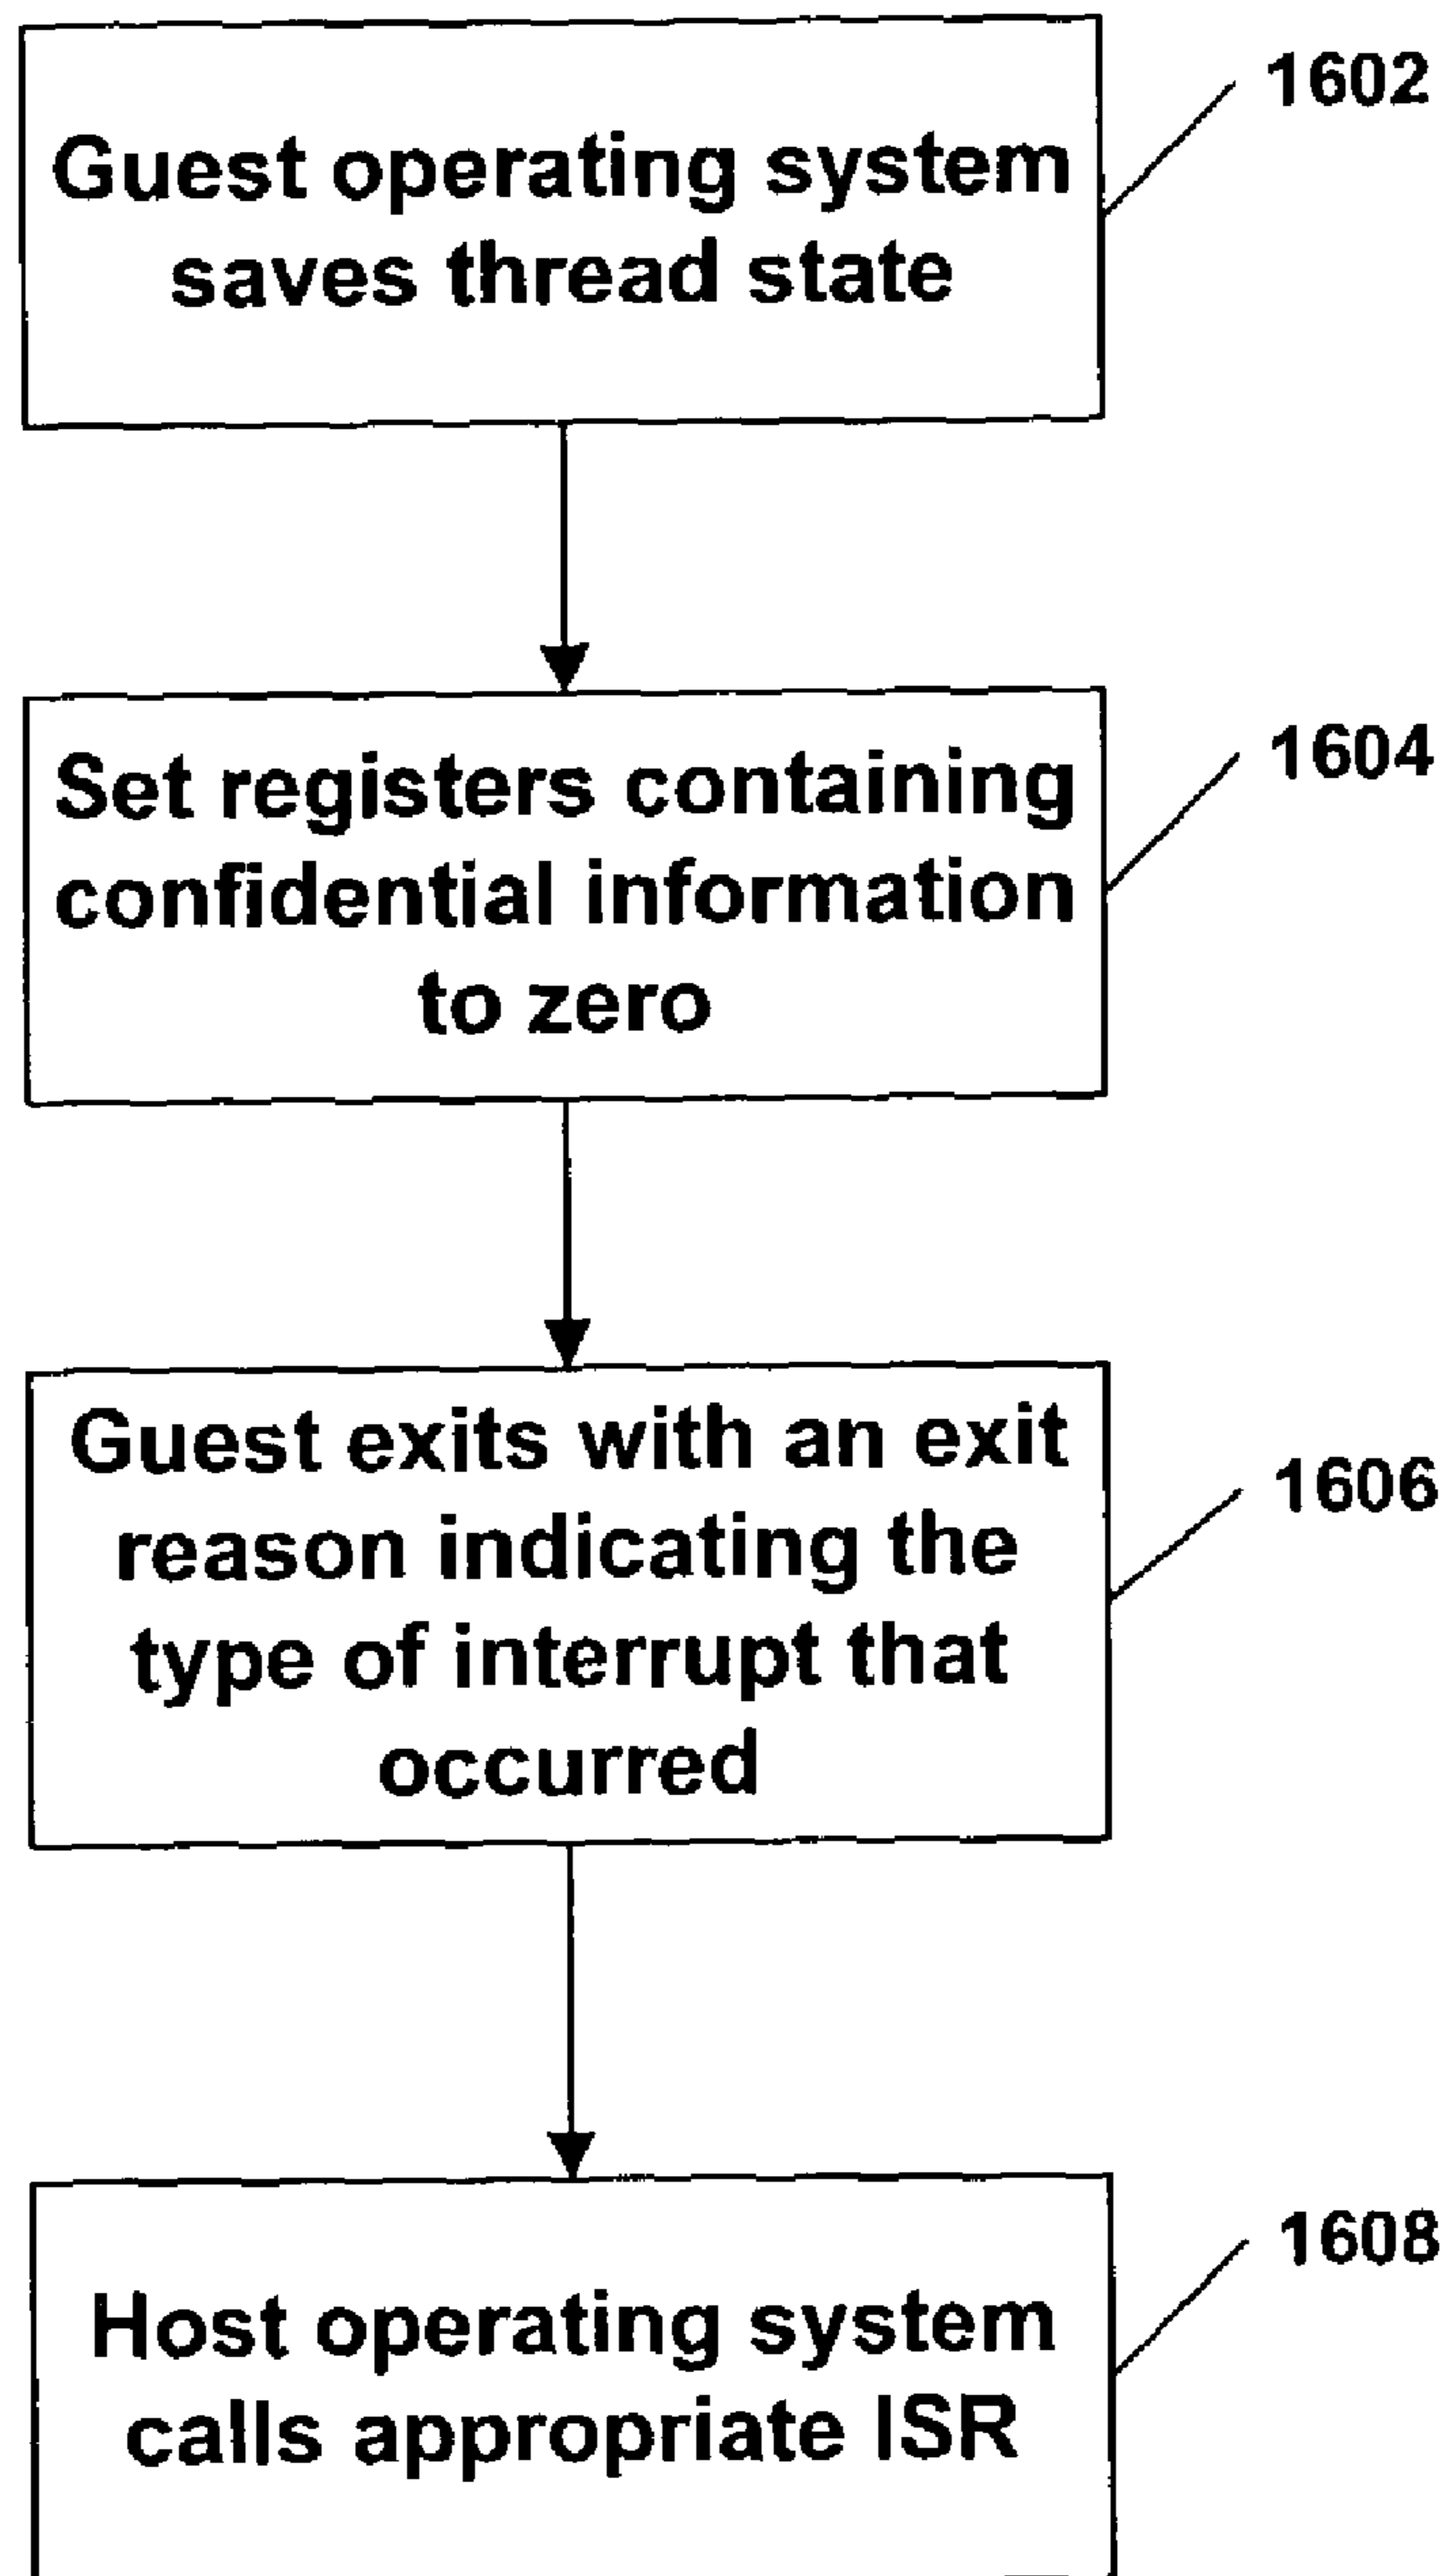 1602
Guest operating system
saves thread state
1604
Set registers containing
confidential information
to zero
Guest exits with an exit
reason indicating the
type of interrupt that
occurred
1606
1608
Host operating system
calls appropriate ISR